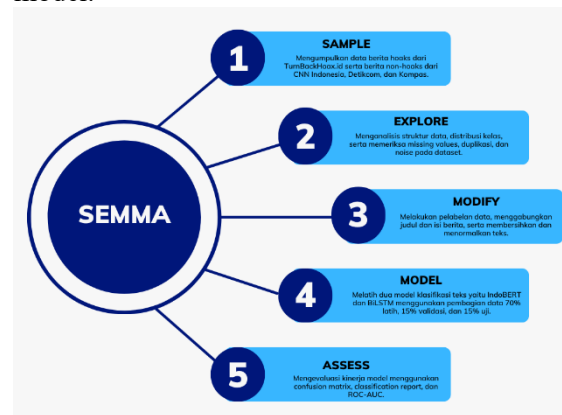 SEMMA
1
SAMPLE
Mengumpulkan data berita hoaks dari
TurnBackHoax.id serta berita non-hoaks dari
CNN Indonesia, Detikcom, dan Kompas.
2
EXPLORE
Menganalisis struktur data, distribusi kelas,
serta memeriksa missing values, duplikasi, dan
noise pada dataset.
3
MODIFY
Melakukan pelabelan data, menggabungkan
judul dan isi berita, serta membersihkan dan
menormalkan teks.
4
MODEL
Melatih dua model klasifikasi teks yaitu IndoBERT
dan BiLSTM menggunakan pembagian data 70%
latih, 15% validasi, dan 15% uji.
5
ASSESS
Mengevaluasi kinerja model menggunakan
confusion matrix, classification report, dan
ROC-AUC.